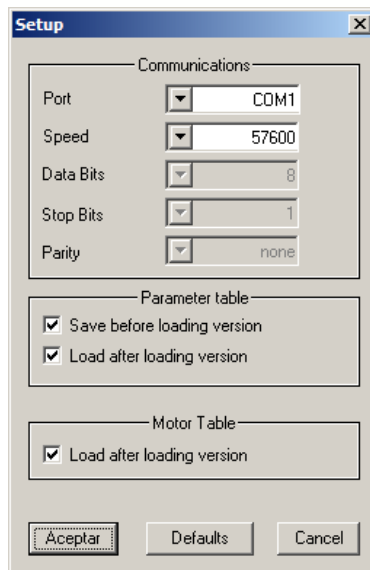 Setup
Communications
Port COM1
Speed 57600
Data Bits 8
Stop Bits 1
Parity none
Parameter table
Save before loading version
Load after loading version
Motor Table
Load after loading version
Aceptar Defaults Cancel